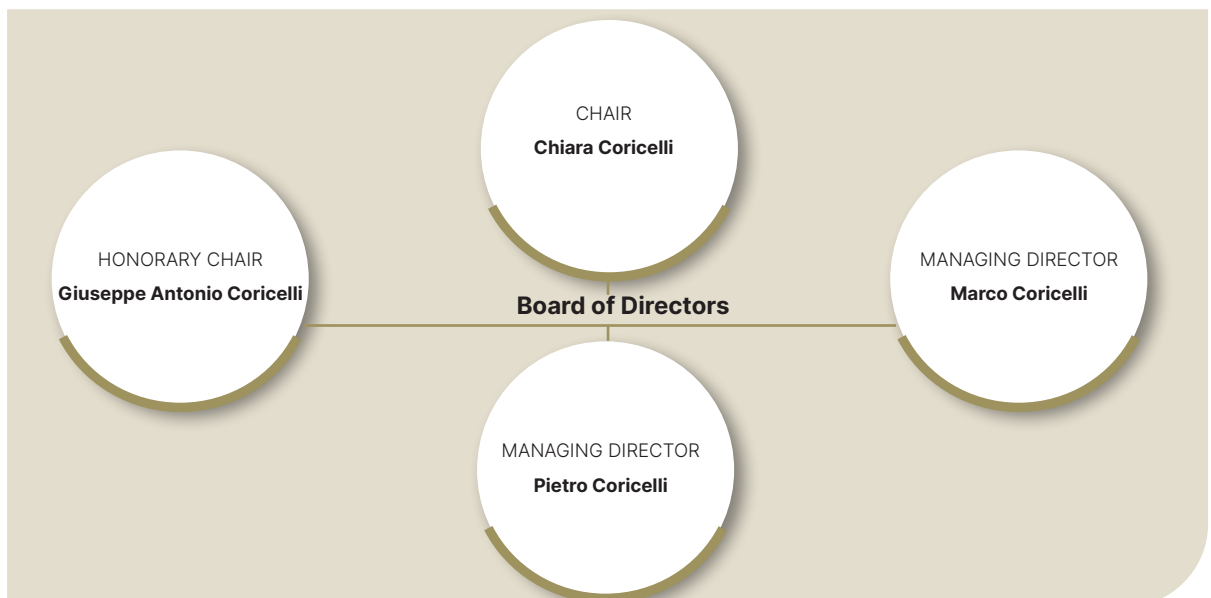 CHAIR
Chiara Coricelli
HONORARY CHAIR
Giuseppe Antonio Coricelli
MANAGING DIRECTOR
Marco Coricelli
Board of Directors
MANAGING DIRECTOR
Pietro Coricelli